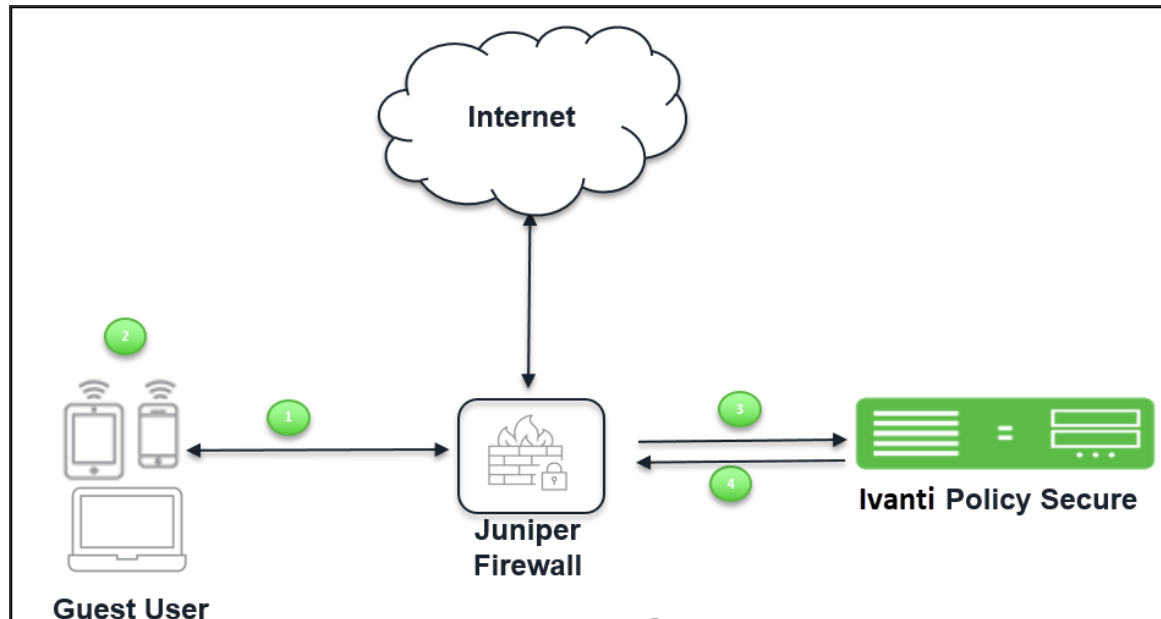 Internet
2
1
3
4
Juniper
Firewall
Ivanti Policy Secure
Guest User